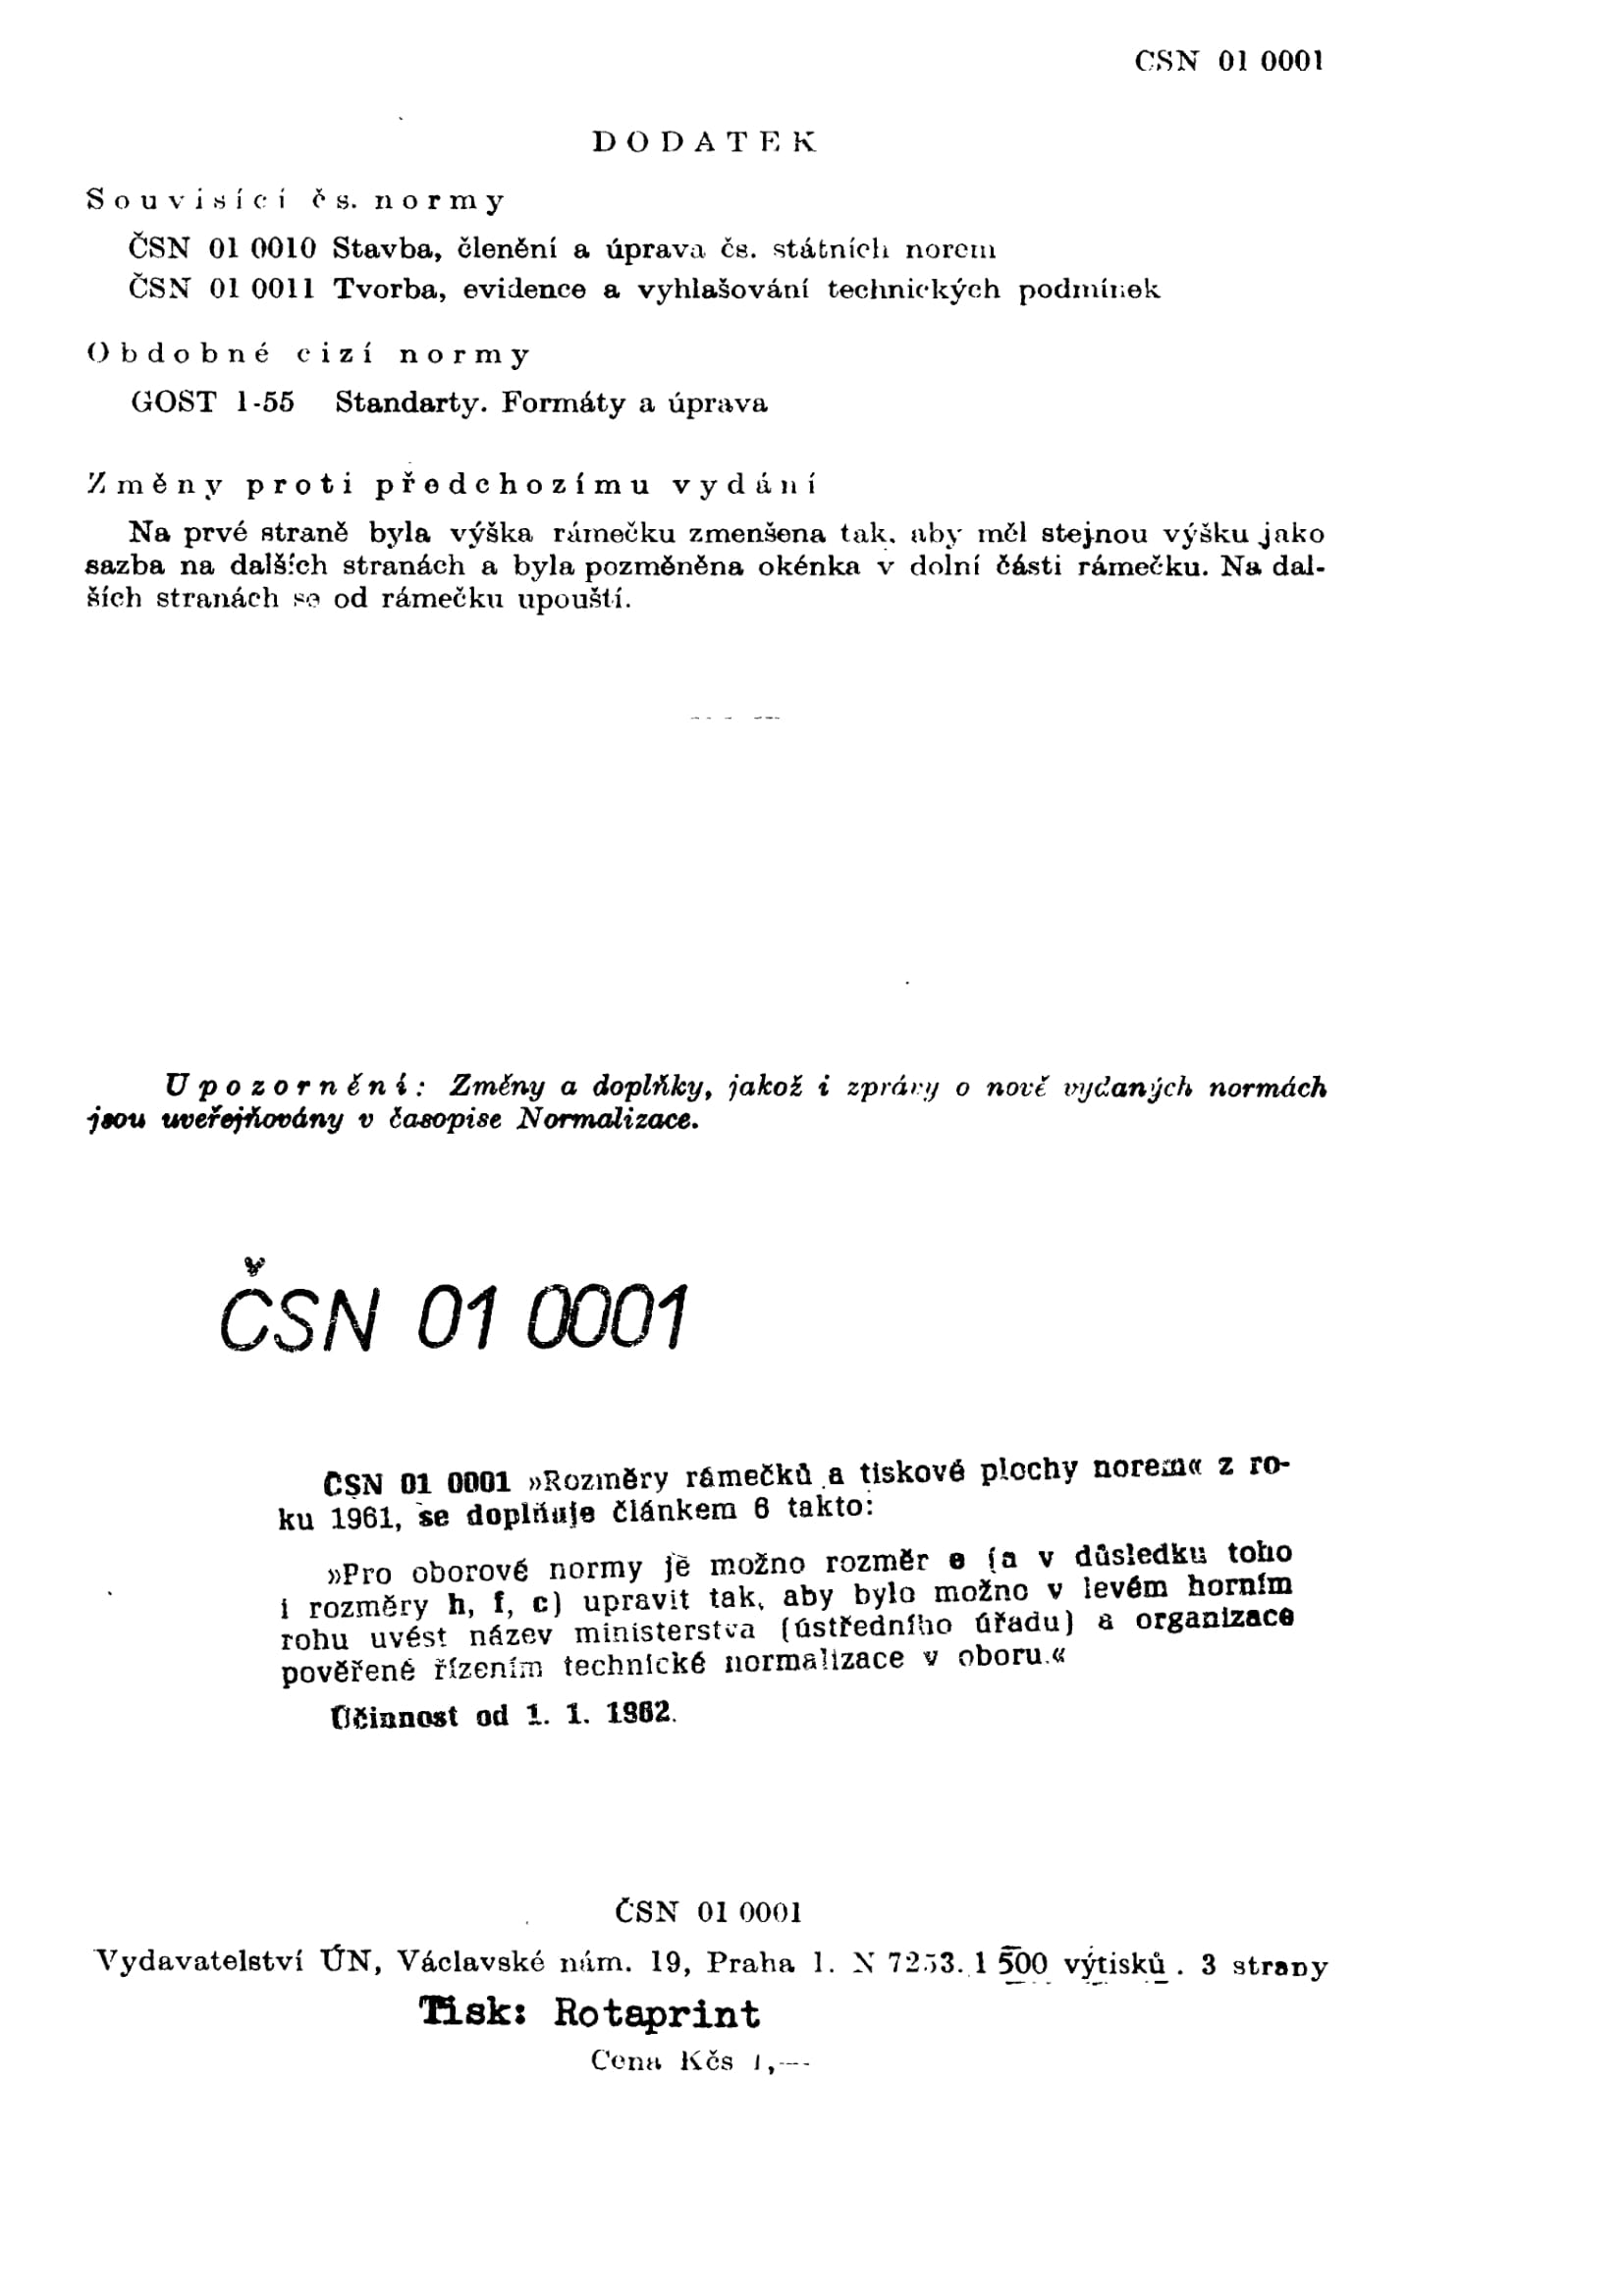 ČSN 01 0001
DODATEK
Souvisící čs. normy
ČSN 01 0010 Stavba, členění a úprava čs. státních norem
ČSN 01 0011 Tvorba, evidence a vyhlašování technických podmínek
Obdobné cizí normy
GOST 1-55 Standarty. Formáty a úprava
Změny proti předchozímu vydání
Na prvé straně byla výška rámečku zmenšena tak, aby měl stejnou výšku jako
sazba na dalších stranách a byla pozměněna okénka v dolní části rámečku. Na dal-
ších stranách se od rámečku upouští.
Upozornění: Změny a doplňky, jakož i zprávy o nově vydaných normách
jsou uveřejňovány v časopise Normalizace.
ČSN 01 0001
ČSN 01 0001 »Rozměry rámečků a tiskové plochy norem« z ro-
ku 1961, se doplňuje článkem 6 takto:
»Pro oborové normy je možno rozměr e (a v důsledku toho
i rozměry h, f, c) upravit tak, aby bylo možno v levém horním
rohu uvést název ministerstva (ústředního úřadu) a organizace
pověřené řízením technické normalizace v oboru.«
Účinnost od 1. 1. 1962.
ČSN 01 0001
Vydavatelství ÚN, Václavské nám. 19, Praha 1. N 7253. 1 500 výtisků. 3 strany
Tisk: Rotaprint
Cena Kčs 1,—